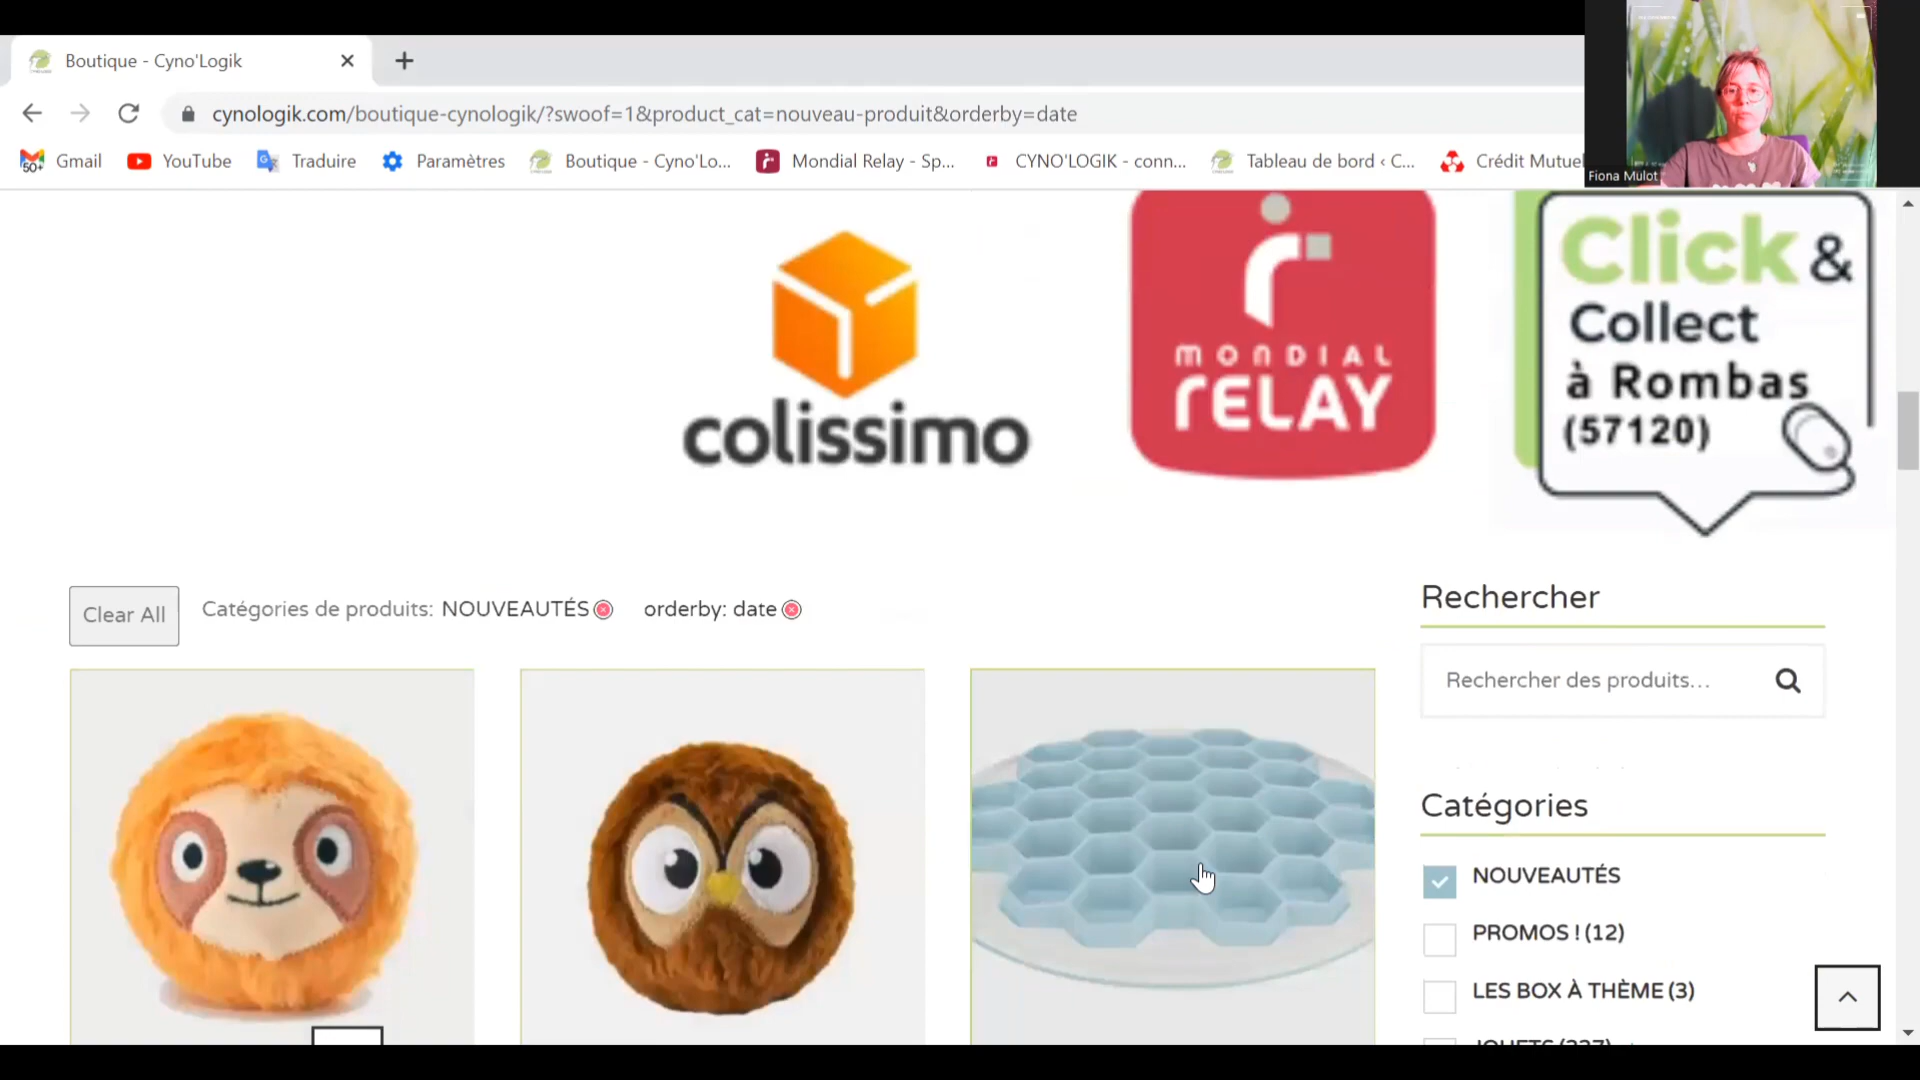 Boutique - Cyno'Logik
cynologik.com/boutique-cynologik/?swoof=1&product_cat=nouveau-produit&orderby=date
50+ Gmail YouTube Traduire Paramètres Boutique - Cyno'Lo... Mondial Relay - Sp... CYNO'LOGIK - conn... Tableau de bord ‹ C... Crédit Mutuel
Fiona Mulot
colissimo
MONDIAL
RELAY
Click &
Collect
à Rombas
(57120)
Clear All Catégories de produits: NOUVEAUTÉS orderby: date
Rechercher
Rechercher des produits…
Catégories
NOUVEAUTÉS
PROMOS ! (12)
LES BOX À THÈME (3)